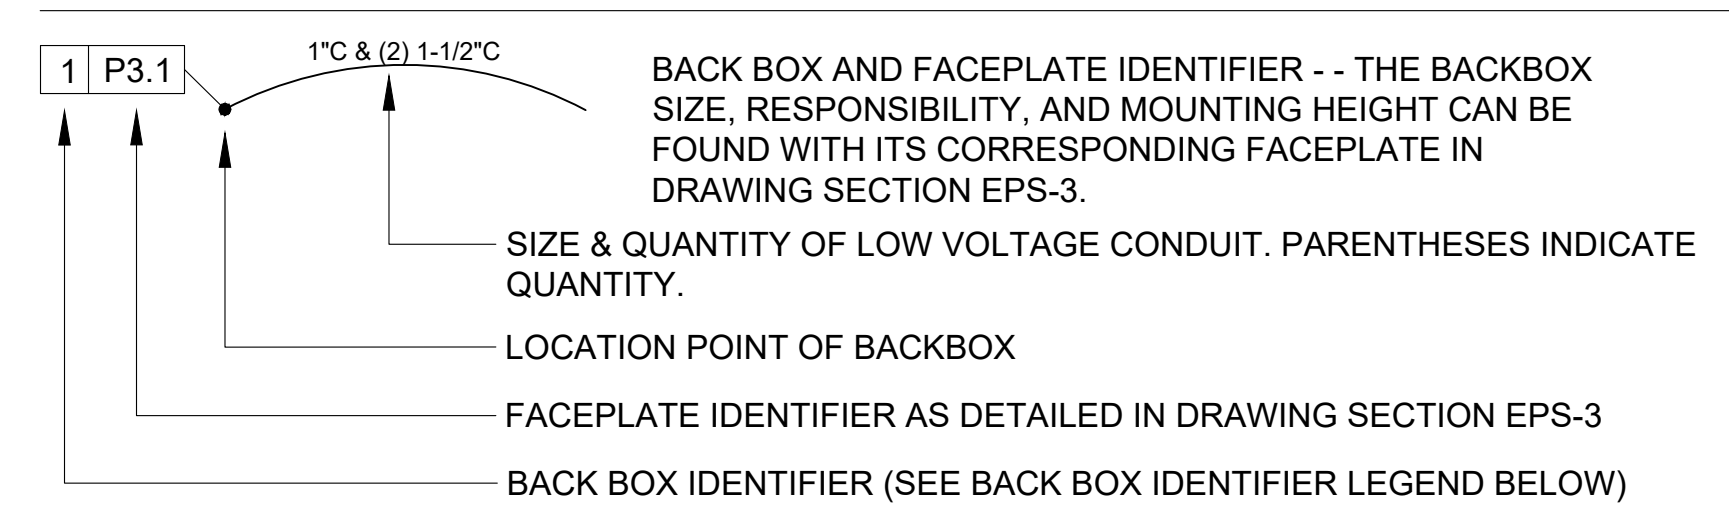 1 P3.1
1"C & (2) 1-1/2"C
BACK BOX AND FACEPLATE IDENTIFIER - - THE BACKBOX
SIZE, RESPONSIBILITY, AND MOUNTING HEIGHT CAN BE
FOUND WITH ITS CORRESPONDING FACEPLATE IN
DRAWING SECTION EPS-3.
SIZE & QUANTITY OF LOW VOLTAGE CONDUIT. PARENTHESES INDICATE
QUANTITY.
LOCATION POINT OF BACKBOX
FACEPLATE IDENTIFIER AS DETAILED IN DRAWING SECTION EPS-3
BACK BOX IDENTIFIER (SEE BACK BOX IDENTIFIER LEGEND BELOW)